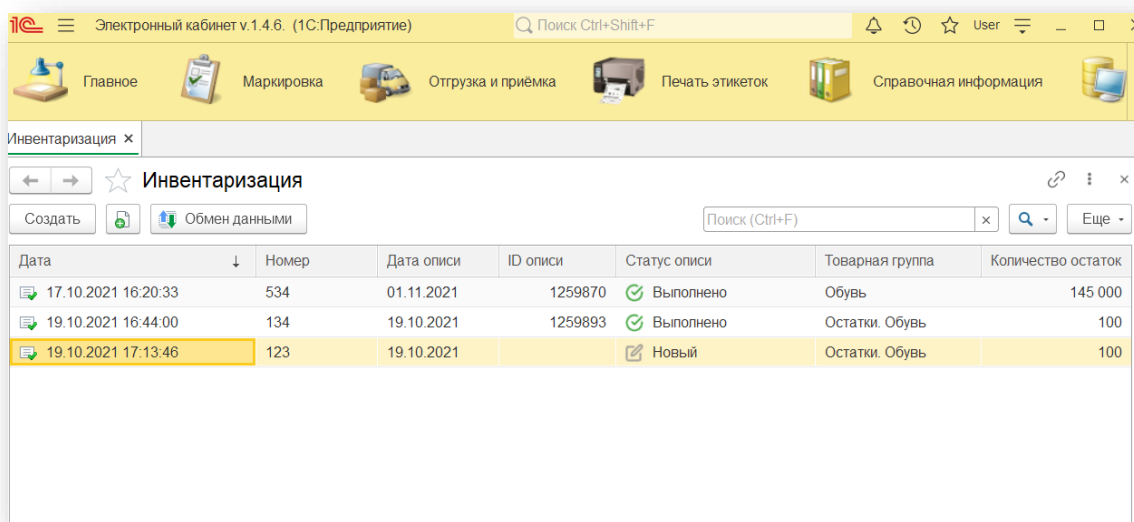 1С Электронный кабинет v.1.4.6. (1С:Предприятие) Поиск Ctrl+Shift+F User
Главное Маркировка Отгрузка и приёмка Печать этикеток Справочная информация
Инвентаризация ×
Инвентаризация
Создать Обмен данными Поиск (Ctrl+F) × Еще
Дата ↓ Номер Дата описи ID описи Статус описи Товарная группа Количество остаток
17.10.2021 16:20:33 534 01.11.2021 1259870 Выполнено Обувь 145 000
19.10.2021 16:44:00 134 19.10.2021 1259893 Выполнено Остатки. Обувь 100
19.10.2021 17:13:46 123 19.10.2021 Новый Остатки. Обувь 100